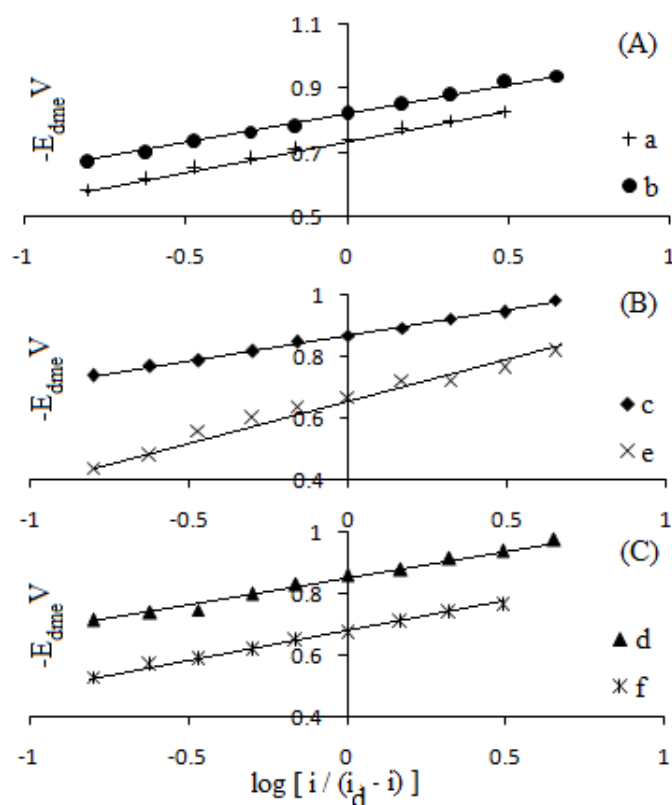 1.1
(A)
0.9
-E_dme V
0.7
+ a
● b
0.5
-1 -0.5 0 0.5 1
1
(B)
0.8
-E_dme V
0.6
◆ c
× e
0.4
-1 -0.5 0 0.5 1
1
(C)
0.8
-E_dme V
0.6
▲ d
f
0.4
-1 -0.5 0 0.5 1
log [ i / (i_d - i) ]